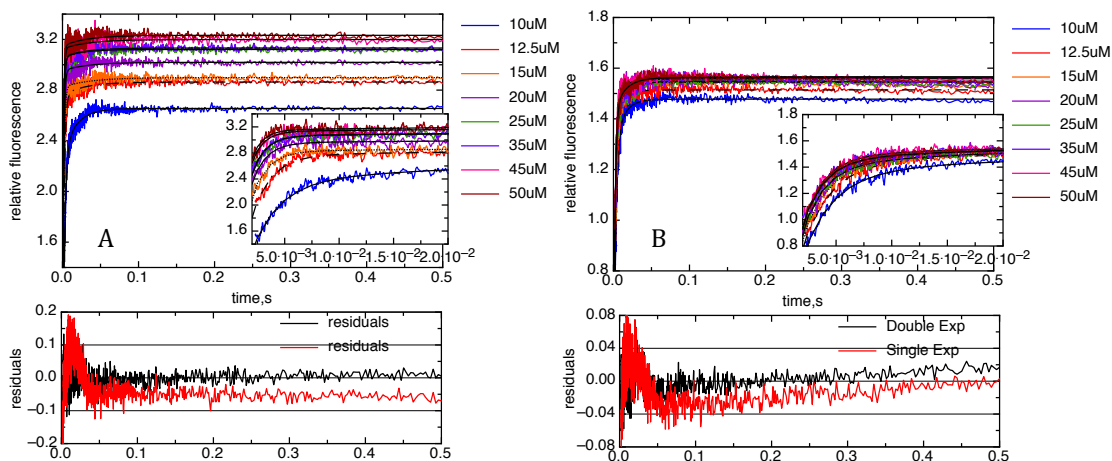 3.2
2.8
2.4
2.0
1.6
relative fluorescence
A
3.2
2.8
2.4
2.0
1.6
5.0·10⁻³ 1.0·10⁻² 1.5·10⁻² 2.0·10⁻²
0.0 0.1 0.2 0.3 0.4 0.5
time,s
10uM
12.5uM
15uM
20uM
25uM
35uM
45uM
50uM
0.2
0.1
0.0
−0.1
−0.2
residuals
residuals
residuals
0.0 0.1 0.2 0.3 0.4 0.5
1.8
1.6
1.4
1.2
1.0
0.8
relative fluorescence
B
1.8
1.6
1.4
1.2
1.0
0.8
5.0·10⁻³ 1.0·10⁻² 1.5·10⁻² 2.0·10⁻²
0.0 0.1 0.2 0.3 0.4 0.5
time,s
10uM
12.5uM
15uM
20uM
25uM
35uM
45uM
50uM
0.08
0.04
0.00
−0.04
−0.08
residuals
Double Exp
Single Exp
0.0 0.1 0.2 0.3 0.4 0.5